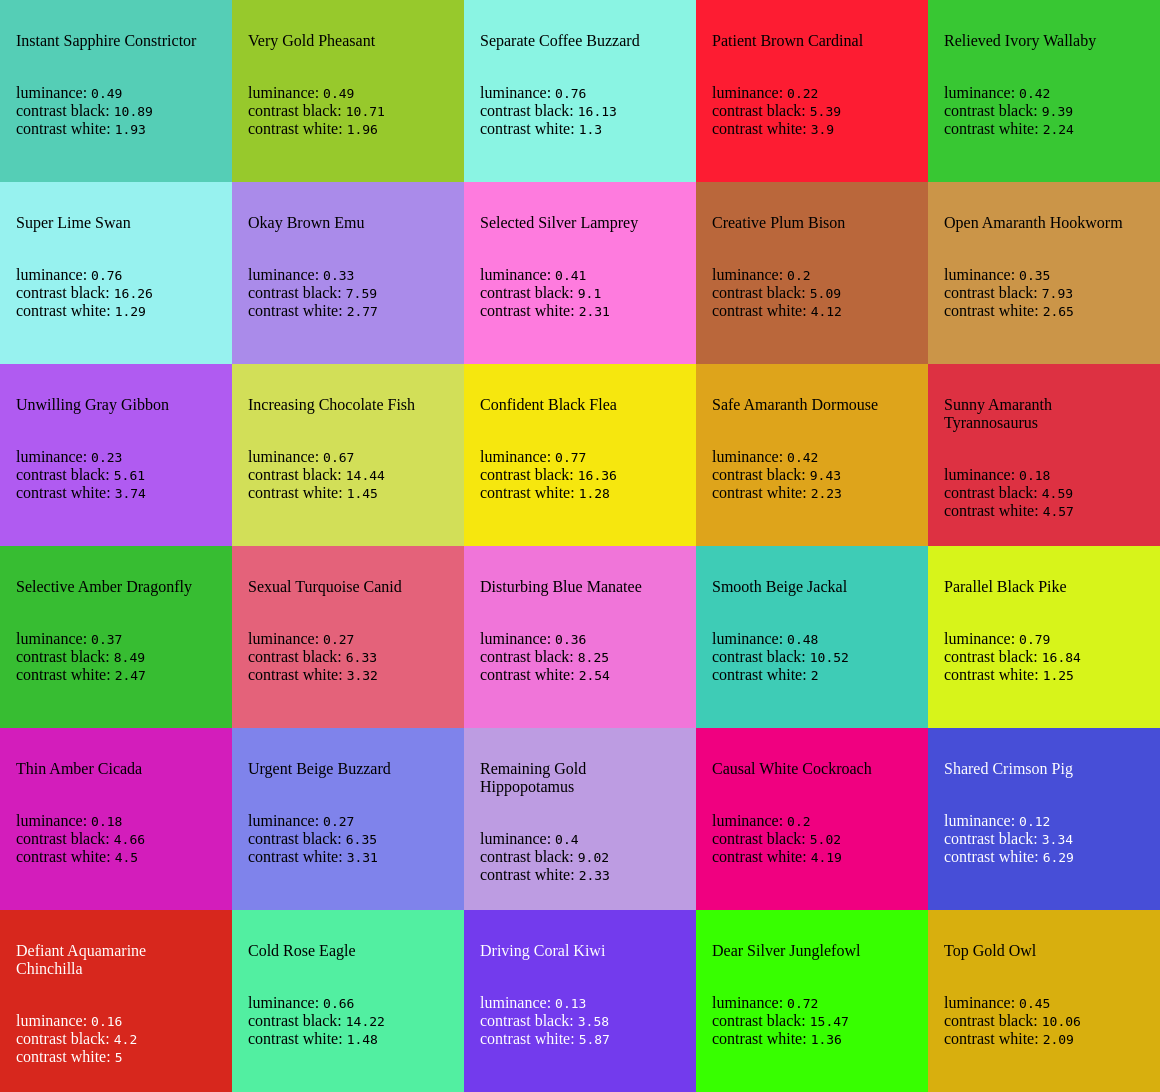 Instant Sapphire Constrictor
luminance: 0.49
contrast black: 10.89
contrast white: 1.93
Very Gold Pheasant
luminance: 0.49
contrast black: 10.71
contrast white: 1.96
Separate Coffee Buzzard
luminance: 0.76
contrast black: 16.13
contrast white: 1.3
Patient Brown Cardinal
luminance: 0.22
contrast black: 5.39
contrast white: 3.9
Relieved Ivory Wallaby
luminance: 0.42
contrast black: 9.39
contrast white: 2.24
Super Lime Swan
luminance: 0.76
contrast black: 16.26
contrast white: 1.29
Okay Brown Emu
luminance: 0.33
contrast black: 7.59
contrast white: 2.77
Selected Silver Lamprey
luminance: 0.41
contrast black: 9.1
contrast white: 2.31
Creative Plum Bison
luminance: 0.2
contrast black: 5.09
contrast white: 4.12
Open Amaranth Hookworm
luminance: 0.35
contrast black: 7.93
contrast white: 2.65
Unwilling Gray Gibbon
luminance: 0.23
contrast black: 5.61
contrast white: 3.74
Increasing Chocolate Fish
luminance: 0.67
contrast black: 14.44
contrast white: 1.45
Confident Black Flea
luminance: 0.77
contrast black: 16.36
contrast white: 1.28
Safe Amaranth Dormouse
luminance: 0.42
contrast black: 9.43
contrast white: 2.23
Sunny Amaranth
Tyrannosaurus
luminance: 0.18
contrast black: 4.59
contrast white: 4.57
Selective Amber Dragonfly
luminance: 0.37
contrast black: 8.49
contrast white: 2.47
Sexual Turquoise Canid
luminance: 0.27
contrast black: 6.33
contrast white: 3.32
Disturbing Blue Manatee
luminance: 0.36
contrast black: 8.25
contrast white: 2.54
Smooth Beige Jackal
luminance: 0.48
contrast black: 10.52
contrast white: 2
Parallel Black Pike
luminance: 0.79
contrast black: 16.84
contrast white: 1.25
Thin Amber Cicada
luminance: 0.18
contrast black: 4.66
contrast white: 4.5
Urgent Beige Buzzard
luminance: 0.27
contrast black: 6.35
contrast white: 3.31
Remaining Gold
Hippopotamus
luminance: 0.4
contrast black: 9.02
contrast white: 2.33
Causal White Cockroach
luminance: 0.2
contrast black: 5.02
contrast white: 4.19
Shared Crimson Pig
luminance: 0.12
contrast black: 3.34
contrast white: 6.29
Defiant Aquamarine
Chinchilla
luminance: 0.16
contrast black: 4.2
contrast white: 5
Cold Rose Eagle
luminance: 0.66
contrast black: 14.22
contrast white: 1.48
Driving Coral Kiwi
luminance: 0.13
contrast black: 3.58
contrast white: 5.87
Dear Silver Junglefowl
luminance: 0.72
contrast black: 15.47
contrast white: 1.36
Top Gold Owl
luminance: 0.45
contrast black: 10.06
contrast white: 2.09